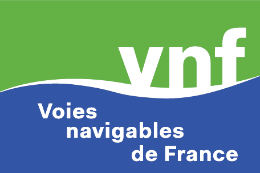 vnf
Voies
navigables
de France